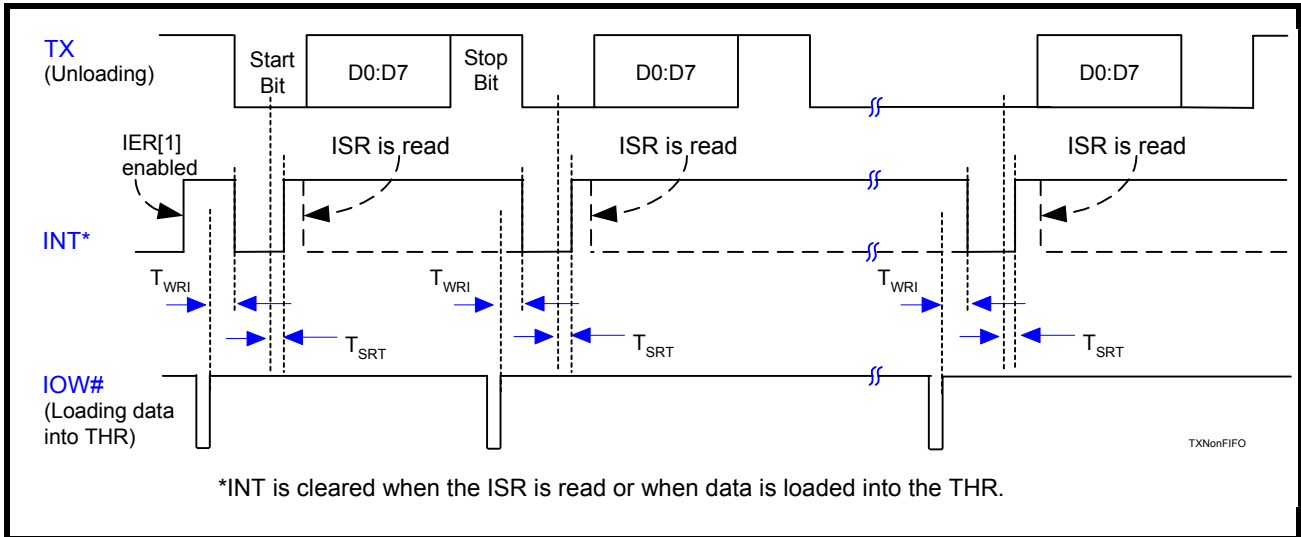 TX
(Unloading)
Start
Bit
D0:D7
Stop
Bit
D0:D7
D0:D7
IER[1]
enabled
ISR is read
ISR is read
ISR is read
INT*
TWRI
TWRI
TWRI
TSRT
TSRT
TSRT
IOW#
(Loading data
into THR)
TXNonFIFO
*INT is cleared when the ISR is read or when data is loaded into the THR.